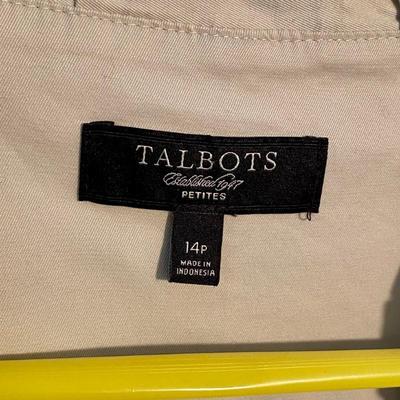 TALBOTS
Established 1947
PETITES
14P
MADE IN
INDONESIA